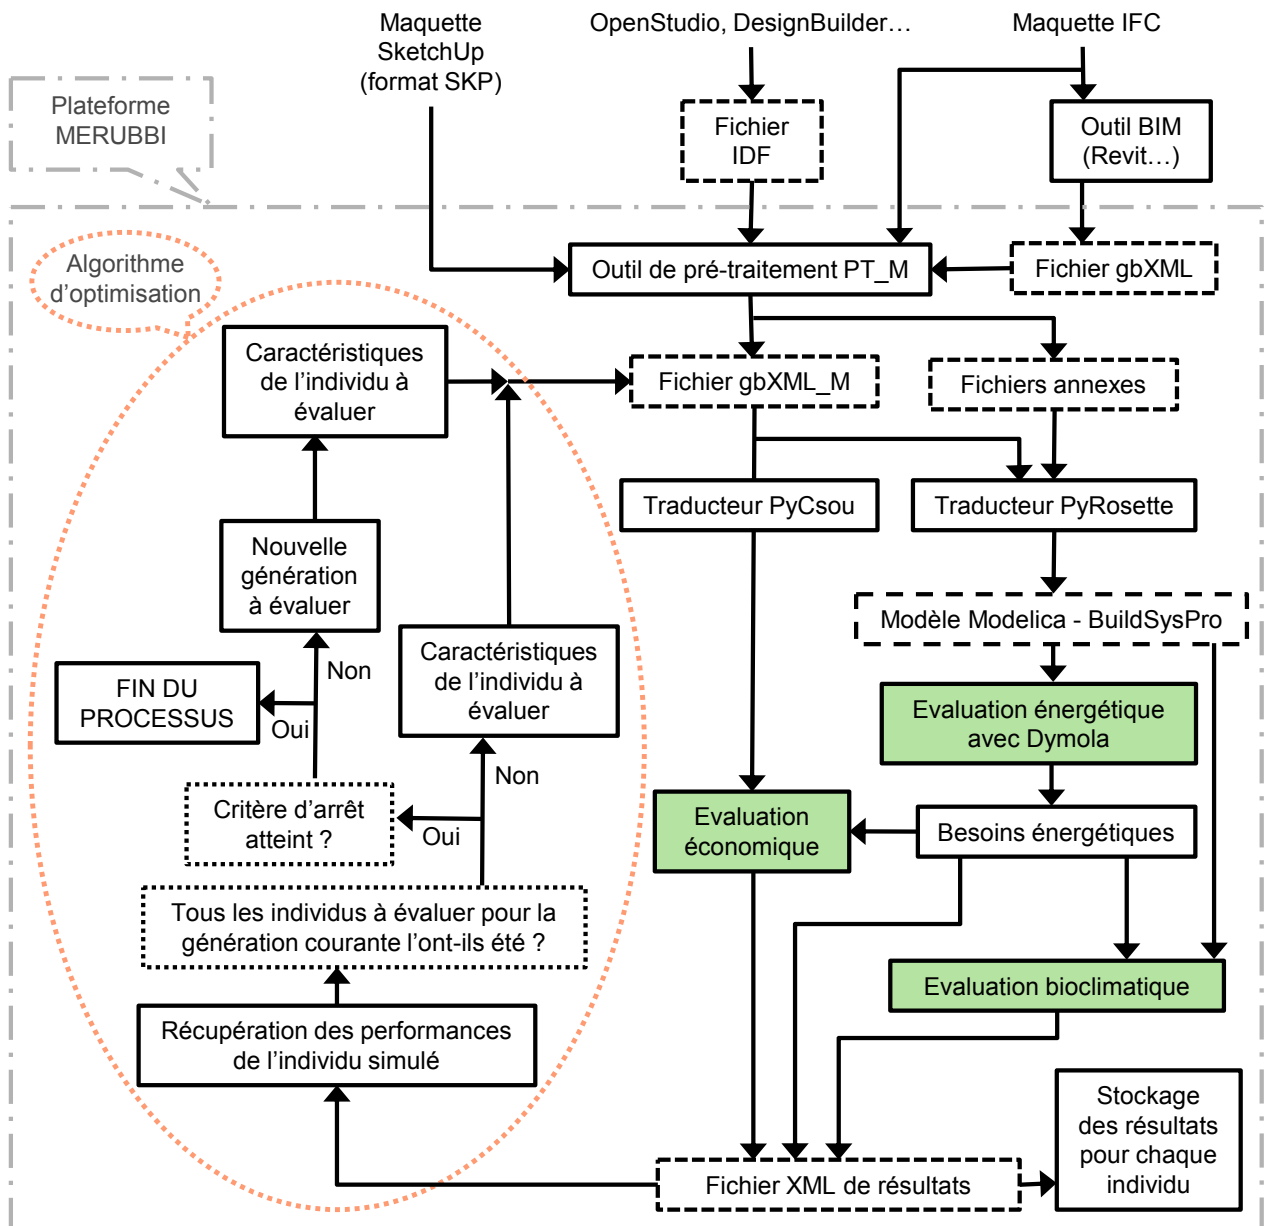 Maquette
SketchUp
(format SKP)
OpenStudio, DesignBuilder…
Maquette IFC
Plateforme
MERUBBI
Fichier
IDF
Outil BIM
(Revit…)
Algorithme
d’optimisation
Outil de pré-traitement PT_M
Fichier gbXML
Caractéristiques
de l’individu à
évaluer
Fichier gbXML_M
Fichiers annexes
Traducteur PyCsou
Traducteur PyRosette
Nouvelle
génération
à évaluer
Modèle Modelica - BuildSysPro
Non
Caractéristiques
de l’individu à
évaluer
FIN DU
PROCESSUS
Oui
Evaluation énergétique
avec Dymola
Non
Critère d’arrêt
atteint ?
Oui
Evaluation
économique
Besoins énergétiques
Tous les individus à évaluer pour la
génération courante l’ont-ils été ?
Evaluation bioclimatique
Récupération des performances
de l’individu simulé
Stockage
des résultats
pour chaque
individu
Fichier XML de résultats